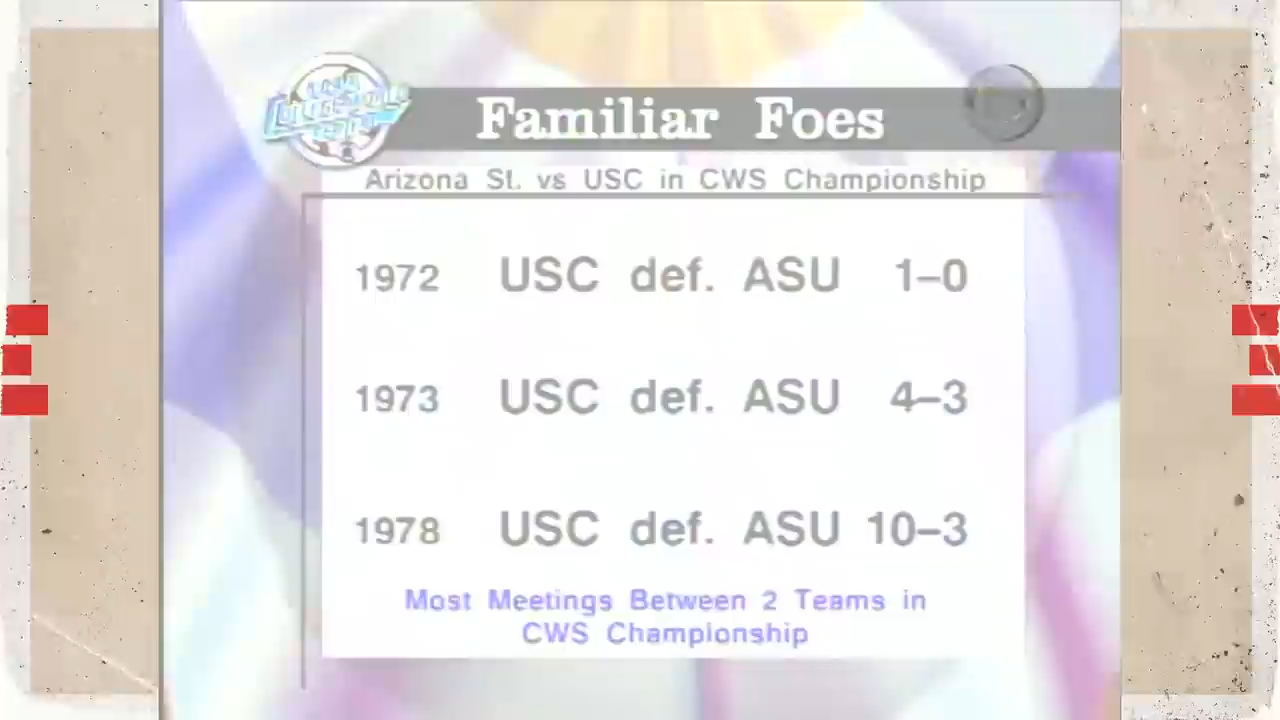 Familiar Foes
Arizona St. vs USC in CWS Championship
1972 USC def. ASU 1–0
1973 USC def. ASU 4–3
1978 USC def. ASU 10–3
Most Meetings Between 2 Teams in
CWS Championship